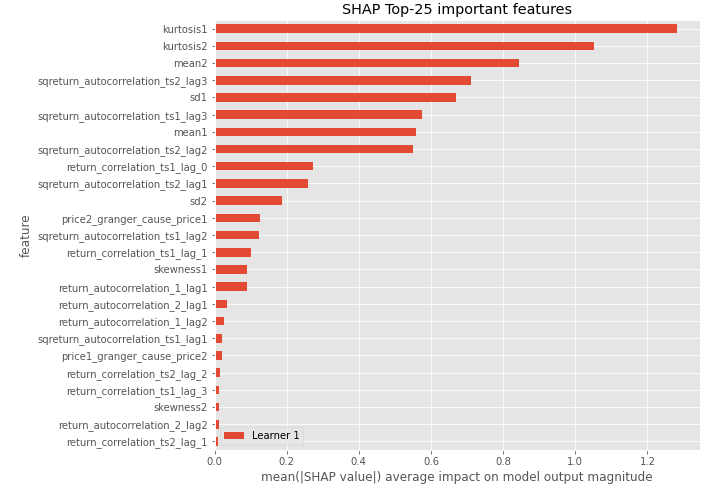 SHAP Top-25 important features
kurtosis1
kurtosis2
mean2
sqreturn_autocorrelation_ts2_lag3
sd1
sqreturn_autocorrelation_ts1_lag3
mean1
sqreturn_autocorrelation_ts2_lag2
return_correlation_ts1_lag_0
sqreturn_autocorrelation_ts2_lag1
sd2
price2_granger_cause_price1
sqreturn_autocorrelation_ts1_lag2
return_correlation_ts1_lag_1
skewness1
return_autocorrelation_1_lag1
return_autocorrelation_2_lag1
return_autocorrelation_1_lag2
sqreturn_autocorrelation_ts1_lag1
price1_granger_cause_price2
return_correlation_ts2_lag_2
return_correlation_ts1_lag_3
skewness2
return_autocorrelation_2_lag2
return_correlation_ts2_lag_1
feature
Learner 1
0.0 0.2 0.4 0.6 0.8 1.0 1.2
mean(|SHAP value|) average impact on model output magnitude